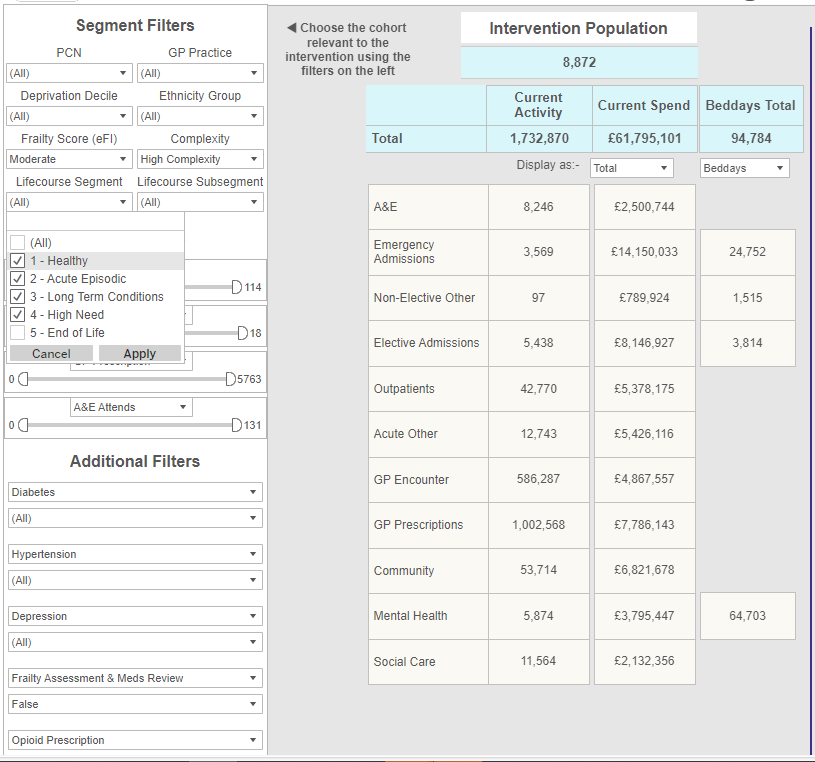 Segment Filters
PCN GP Practice
(All) (All)
Deprivation Decile Ethnicity Group
(All) (All)
Frailty Score (eFI) Complexity
Moderate High Complexity
Lifecourse Segment Lifecourse Subsegment
(All) (All)
(All)
1 - Healthy
2 - Acute Episodic
3 - Long Term Conditions
4 - High Need
5 - End of Life
Cancel Apply
114
18
0 5763
A&E Attends
0 131
Additional Filters
Diabetes
(All)
Hypertension
(All)
Depression
(All)
Frailty Assessment & Meds Review
False
Opioid Prescription
Choose the cohort
relevant to the
intervention using the
filters on the left
Intervention Population
8,872
Current Activity Current Spend Beddays Total
Total 1,732,870 £61,795,101 94,784
Display as:- Total Beddays
A&E 8,246 £2,500,744
Emergency Admissions 3,569 £14,150,033 24,752
Non-Elective Other 97 £789,924 1,515
Elective Admissions 5,438 £8,146,927 3,814
Outpatients 42,770 £5,378,175
Acute Other 12,743 £5,426,116
GP Encounter 586,287 £4,867,557
GP Prescriptions 1,002,568 £7,786,143
Community 53,714 £6,821,678
Mental Health 5,874 £3,795,447 64,703
Social Care 11,564 £2,132,356